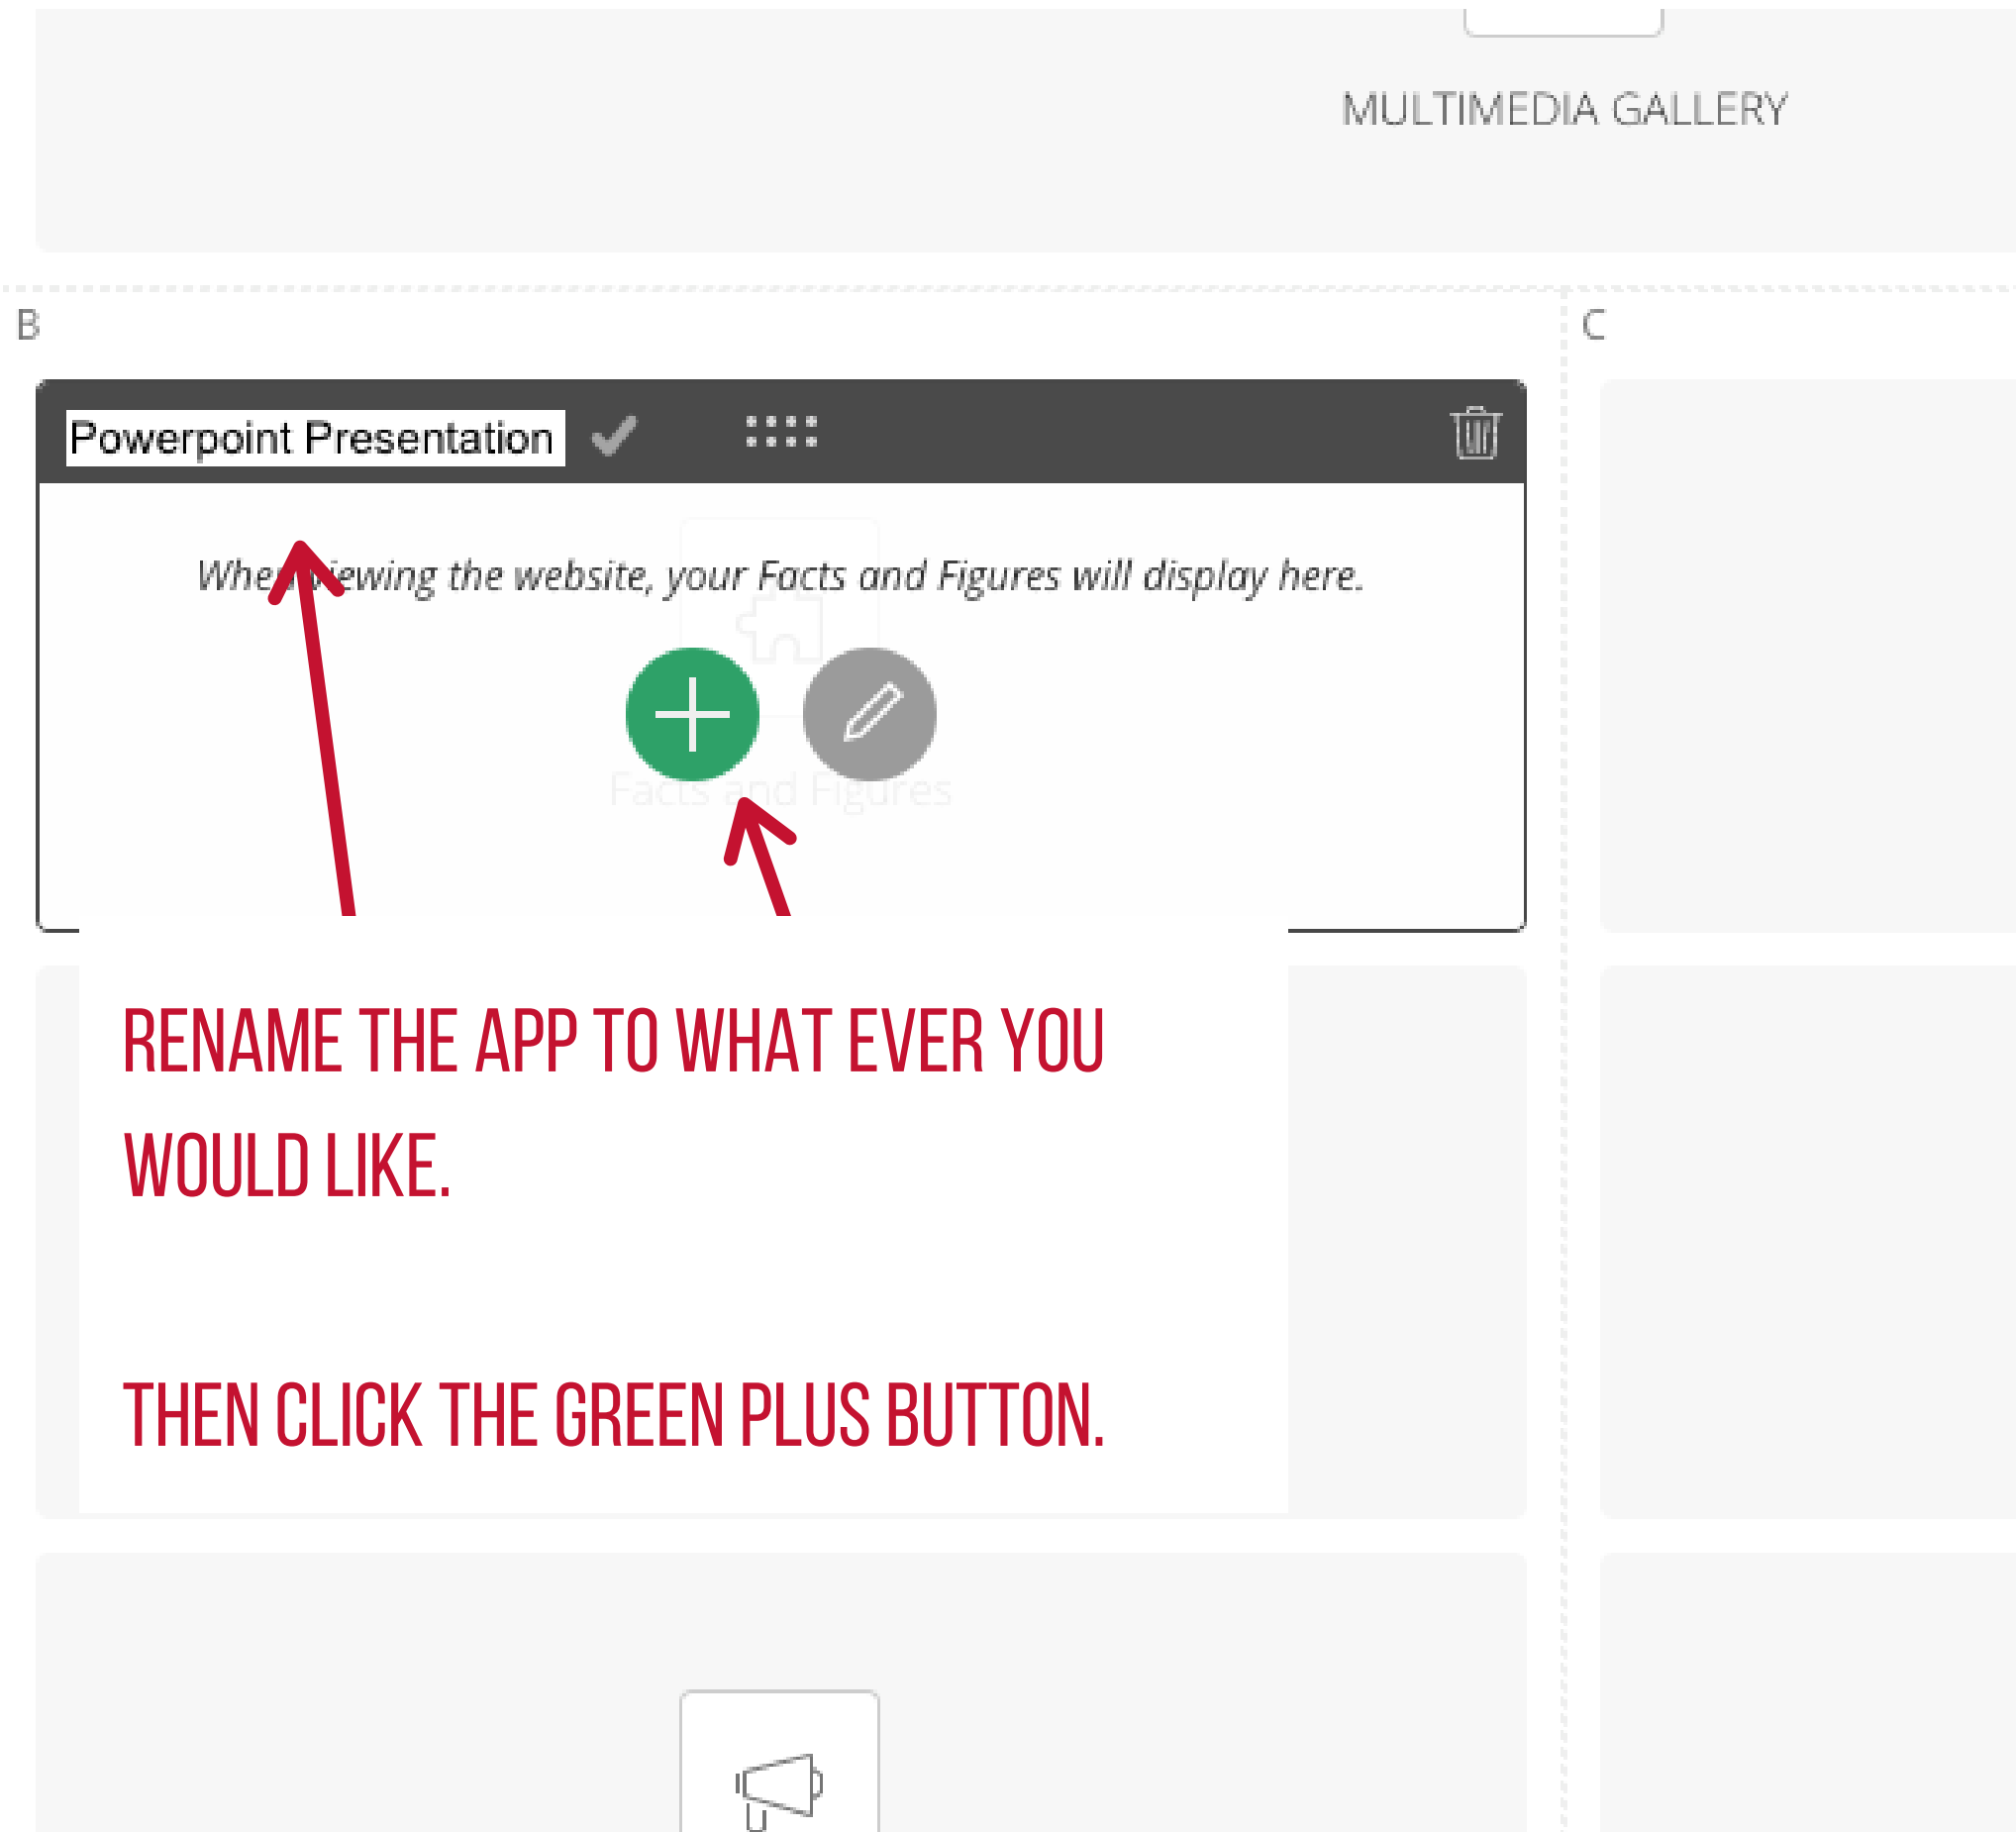 MULTIMEDIA GALLERY
B
C
Powerpoint Presentation
When viewing the website, your Facts and Figures will display here.
Facts and Figures
RENAME THE APP TO WHAT EVER YOU
WOULD LIKE.
THEN CLICK THE GREEN PLUS BUTTON.